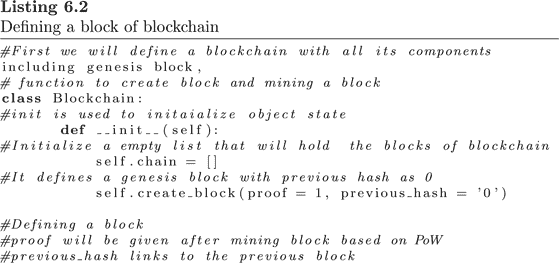 Listing 6.2
Defining a block of blockchain
#First we will define a blockchain with all its components
including genesis block,
# function to create block and mining a block
class Blockchain:
#init is used to initaialize object state
def __init__(self):
#Initialize a empty list that will hold the blocks of blockchain
self.chain = []
#It defines a genesis block with previous hash as 0
self.create_block(proof = 1, previous_hash = '0')
#Defining a block
#proof will be given after mining block based on PoW
#previous_hash links to the previous block